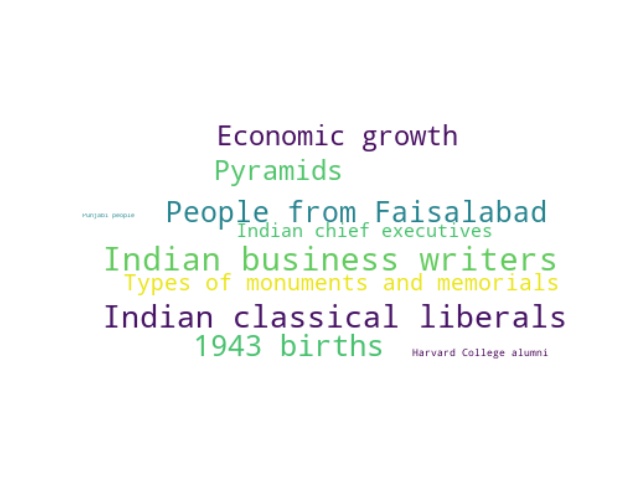 Economic growth
Pyramids
Punjabi people
People from Faisalabad
Indian chief executives
Indian business writers
Types of monuments and memorials
Indian classical liberals
1943 births
Harvard College alumni